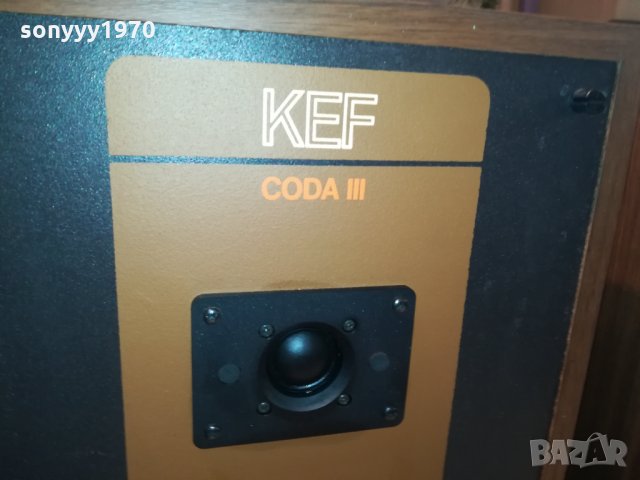 sonyyy1970
KEF
CODA III
BAZAR